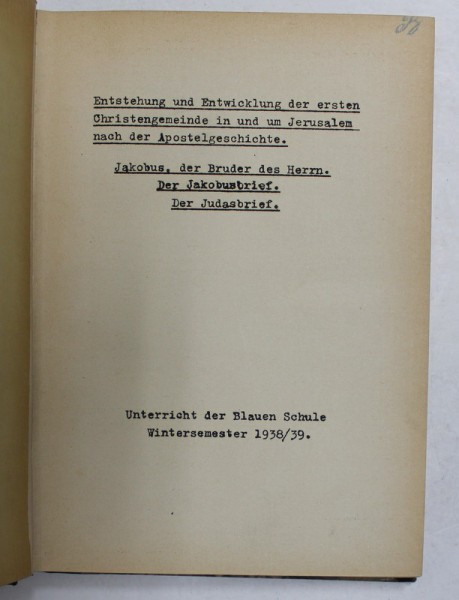 Entstehung und Entwicklung der ersten
Christengemeinde in und um Jerusalem
nach der Apostelgeschichte.
Jakobus, der Bruder des Herrn.
Der Jakobusbrief.
Der Judasbrief.
Unterricht der Blauen Schule
Wintersemester 1938/39.